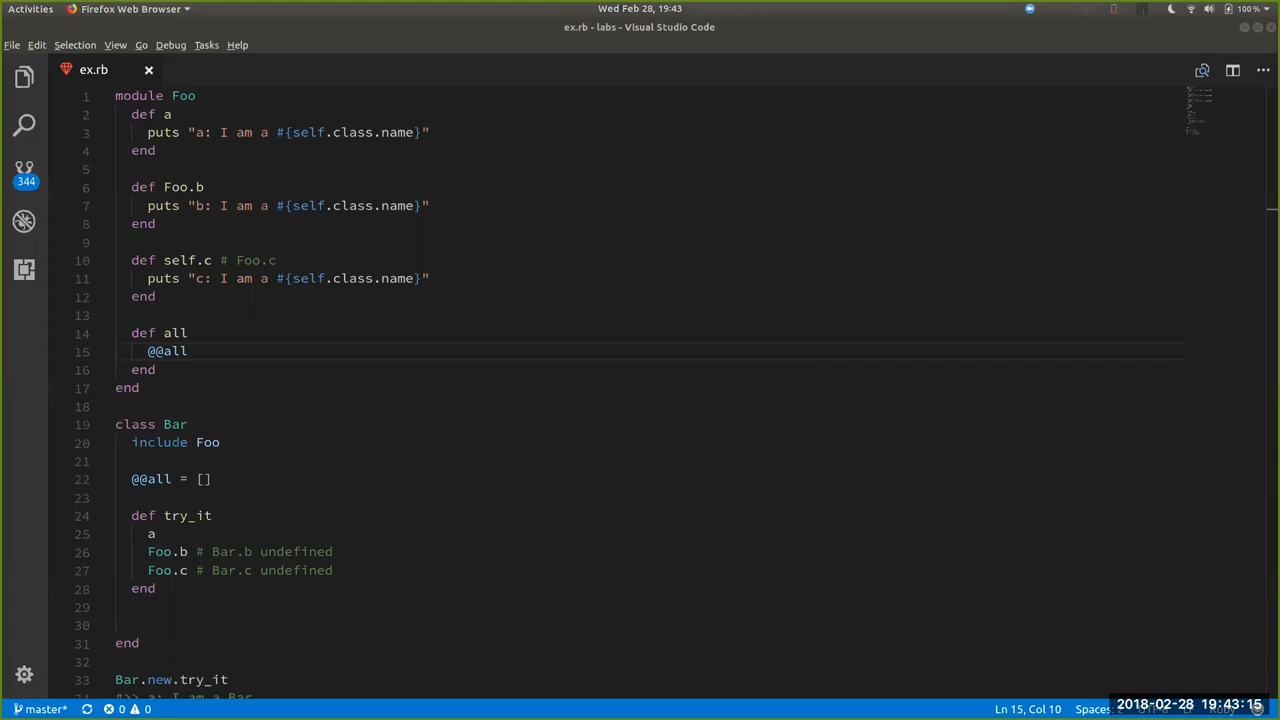 Activities Firefox Web Browser Wed Feb 28, 19:43 100%
ex.rb - labs - Visual Studio Code
File Edit Selection View Go Debug Tasks Help
ex.rb
1 module Foo
2 def a
3 puts "a: I am a #{self.class.name}"
4 end
5
6 def Foo.b
7 puts "b: I am a #{self.class.name}"
8 end
9
10 def self.c # Foo.c
11 puts "c: I am a #{self.class.name}"
12 end
13
14 def all
15 @@all
16 end
17 end
18
19 class Bar
20 include Foo
21
22 @@all = []
23
24 def try_it
25 a
26 Foo.b # Bar.b undefined
27 Foo.c # Bar.c undefined
28 end
29
30
31 end
32
33 Bar.new.try_it
34 #>> a: I am a Bar
344
master* 0 0 Ln 15, Col 10
2018-02-28 19:43:15